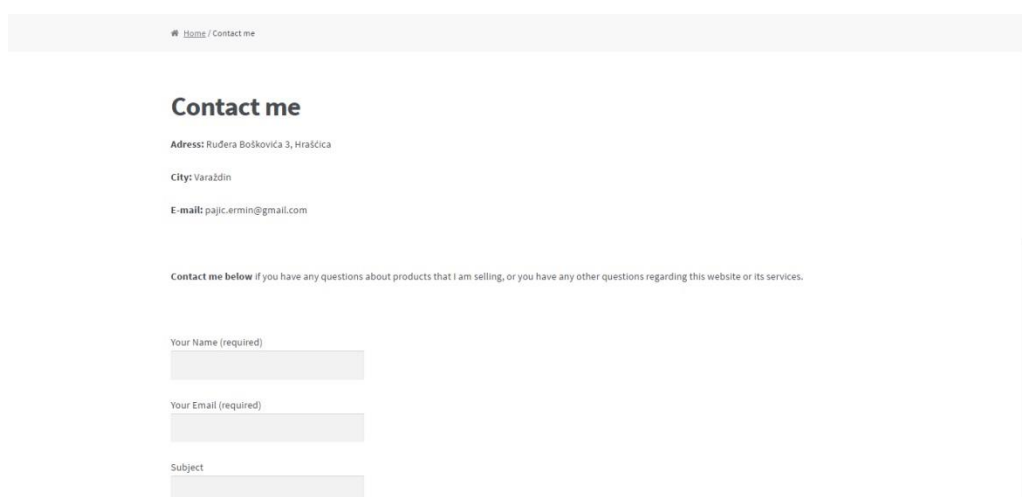 Home / Contact me
Contact me
Adress: Ruđera Boškovića 3, Hrašćica
City: Varaždin
E-mail: pajic.ermin@gmail.com
Contact me below if you have any questions about products that I am selling, or you have any other questions regarding this website or its services.
Your Name (required)
Your Email (required)
Subject